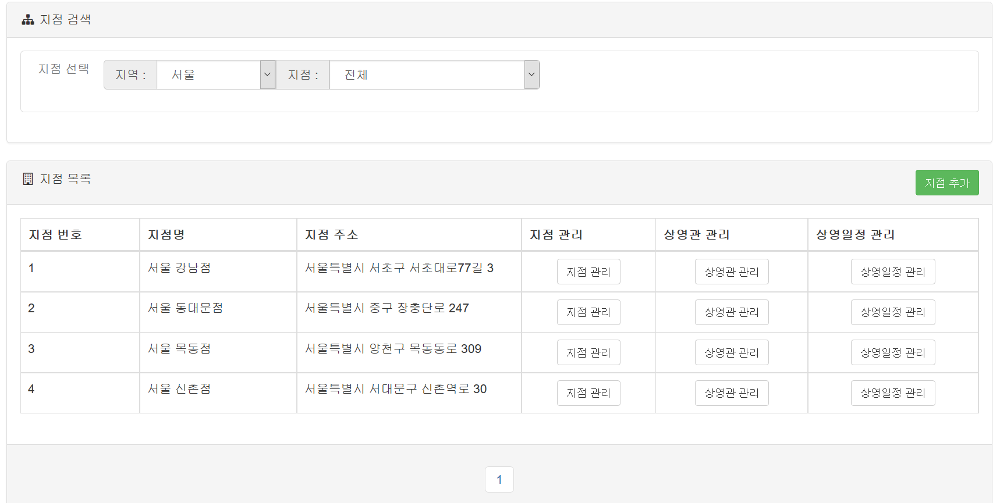 지점 검색
지점 선택 지역 : 서울 지점 : 전체
지점 목록 지점 추가
지점 번호 지점명 지점 주소 지점 관리 상영관 관리 상영일정 관리
1 서울 강남점 서울특별시 서초구 서초대로77길 3 지점 관리 상영관 관리 상영일정 관리
2 서울 동대문점 서울특별시 중구 장충단로 247 지점 관리 상영관 관리 상영일정 관리
3 서울 목동점 서울특별시 양천구 목동동로 309 지점 관리 상영관 관리 상영일정 관리
4 서울 신촌점 서울특별시 서대문구 신촌역로 30 지점 관리 상영관 관리 상영일정 관리
1